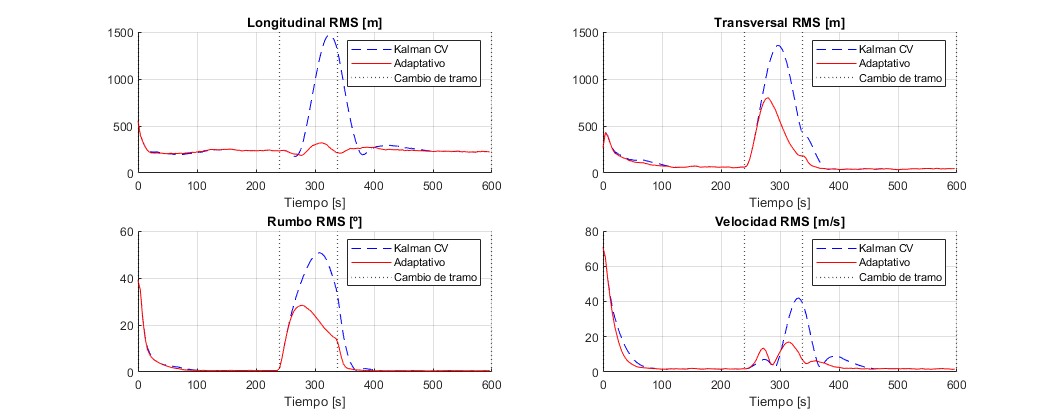 Longitudinal RMS [m]
1500
1000
500
0
0 100 200 300 400 500 600
Tiempo [s]
Kalman CV
Adaptativo
Cambio de tramo
Transversal RMS [m]
1500
1000
500
0
0 100 200 300 400 500 600
Tiempo [s]
Kalman CV
Adaptativo
Cambio de tramo
Rumbo RMS [º]
60
40
20
0
0 100 200 300 400 500 600
Tiempo [s]
Kalman CV
Adaptativo
Cambio de tramo
Velocidad RMS [m/s]
80
60
40
20
0
0 100 200 300 400 500 600
Tiempo [s]
Kalman CV
Adaptativo
Cambio de tramo